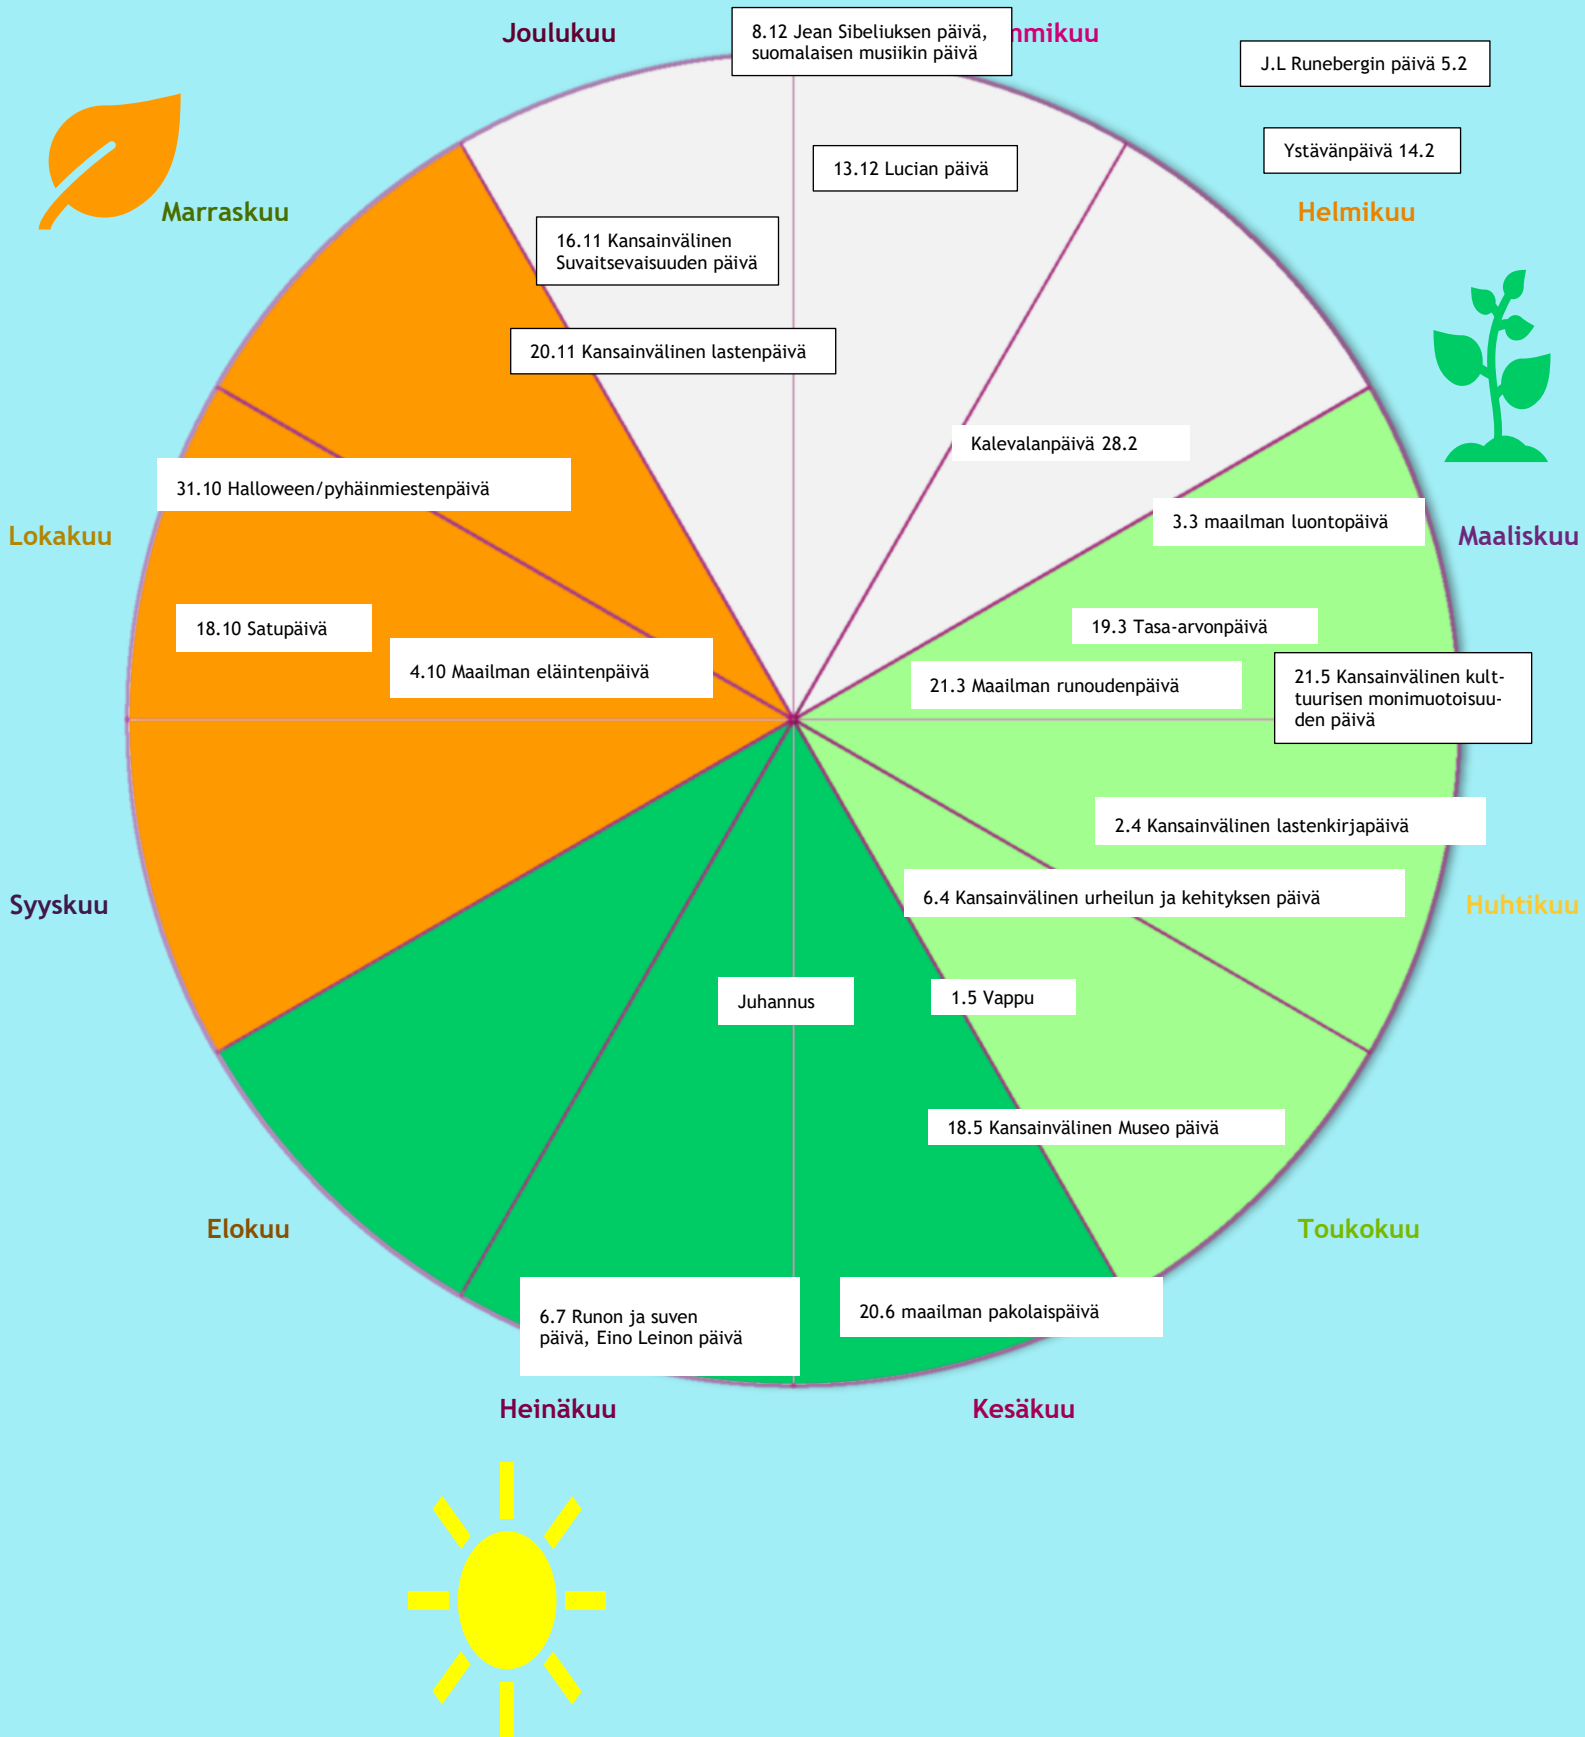 Joulukuu
8.12 Jean Sibeliuksen päivä,
suomalaisen musiikin päivä
mmikuu
J.L Runebergin päivä 5.2
Ystävänpäivä 14.2
13.12 Lucian päivä
Marraskuu
Helmikuu
16.11 Kansainvälinen
Suvaitsevaisuuden päivä
20.11 Kansainvälinen lastenpäivä
Kalevalanpäivä 28.2
31.10 Halloween/pyhäinmiestenpäivä
3.3 maailman luontopäivä
Lokakuu
Maaliskuu
18.10 Satupäivä
19.3 Tasa-arvonpäivä
4.10 Maailman eläintenpäivä
21.3 Maailman runoudenpäivä
21.5 Kansainvälinen kult-
tuurisen monimuotoisuu-
den päivä
2.4 Kansainvälinen lastenkirjapäivä
6.4 Kansainvälinen urheilun ja kehityksen päivä
Syyskuu
Huhtikuu
Juhannus
1.5 Vappu
18.5 Kansainvälinen Museo päivä
Elokuu
Toukokuu
6.7 Runon ja suven
päivä, Eino Leinon päivä
20.6 maailman pakolaispäivä
Heinäkuu
Kesäkuu